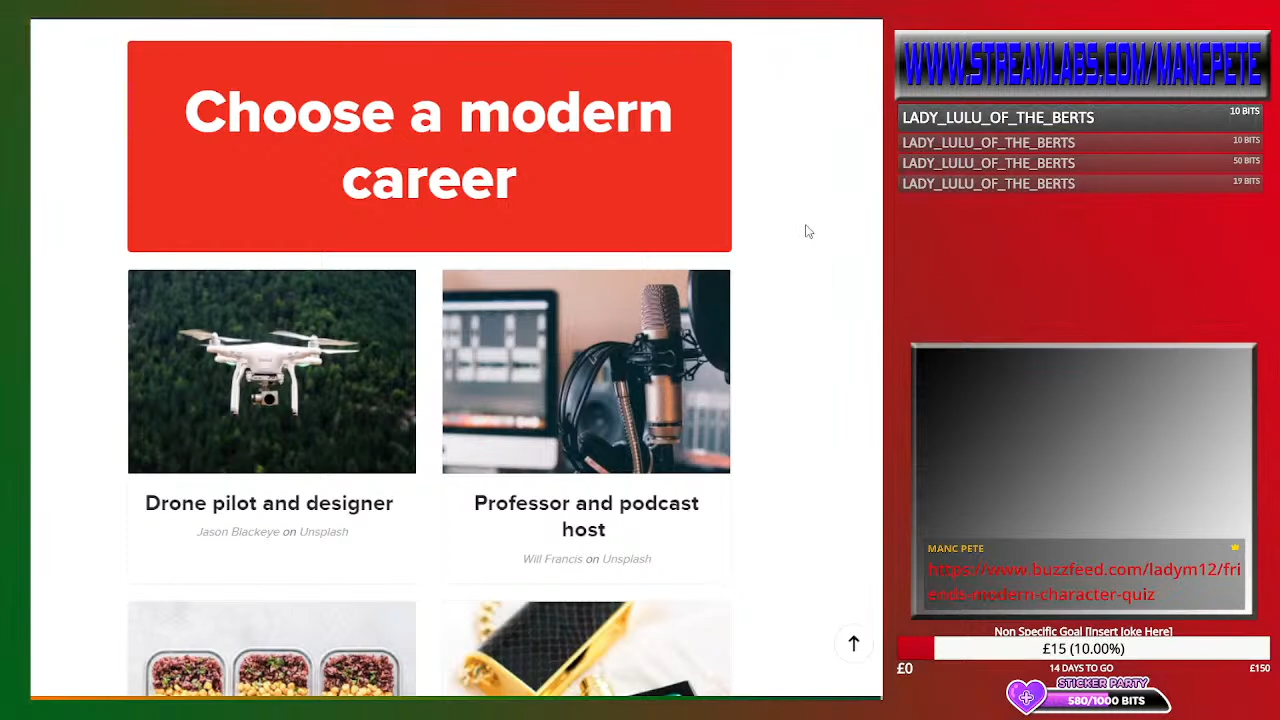 Choose a modern
career
Drone pilot and designer
Jason Blackeye on Unsplash
Professor and podcast
host
Will Francis on Unsplash
WWW.STREAMLABS.COM/MANCPETE
LADY_LULU_OF_THE_BERTS 10 BITS
LADY_LULU_OF_THE_BERTS 10 BITS
LADY_LULU_OF_THE_BERTS 50 BITS
LADY_LULU_OF_THE_BERTS 19 BITS
MANC PETE
https://www.buzzfeed.com/ladym12/fri
ends-modern-character-quiz
Non Specific Goal [Insert Joke Here]
£15 (10.00%)
£0 14 DAYS TO GO £150
STICKER PARTY
580/1000 BITS